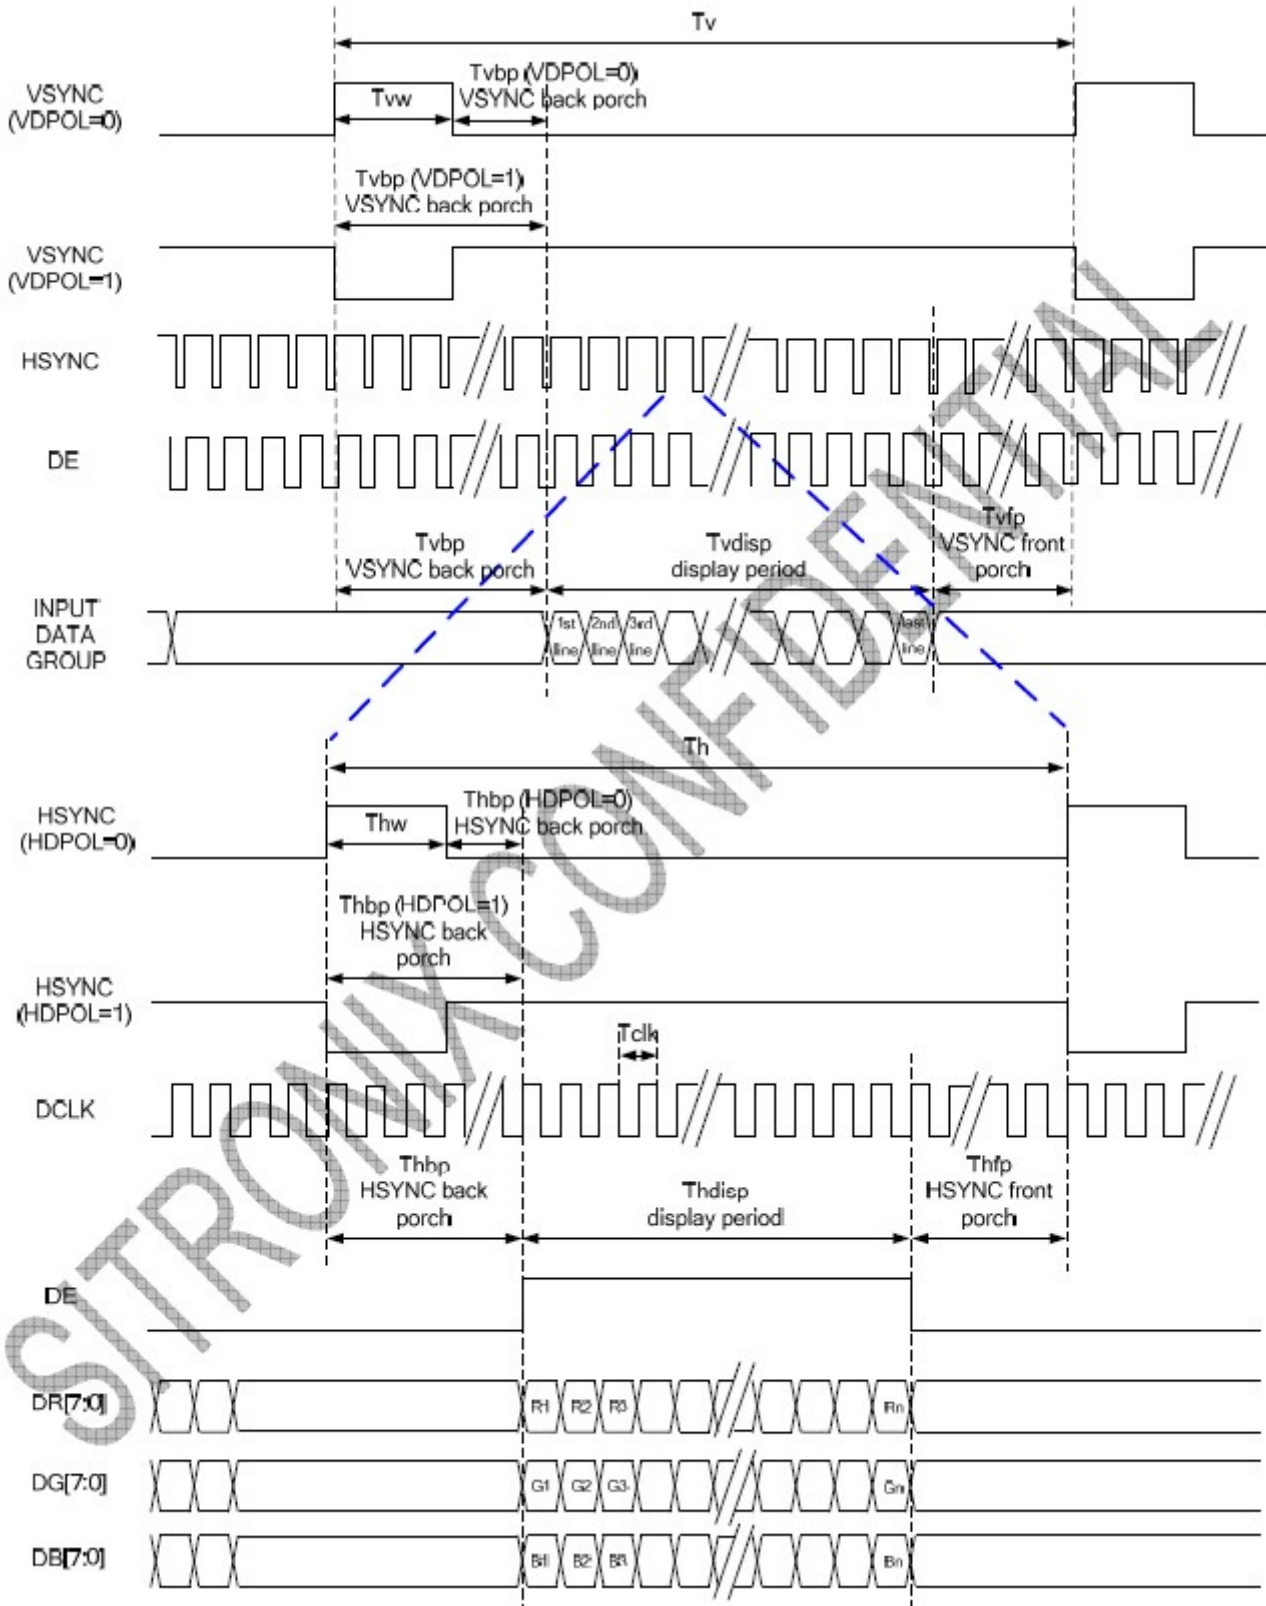 Tv
VSYNC
(VDPOL=0)
Tvw
Tvbp (VDPOL=0)
VSYNC back porch
Tvbp (VDPOL=1)
VSYNC back porch
VSYNC
(VDPOL=1)
HSYNC
DE
Tvbp
VSYNC back porch
Tvdisp
display period
Tvfp
VSYNC front
porch
INPUT
DATA
GROUP
1st
line
2nd
line
3rd
line
last
line
Th
HSYNC
(HDPOL=0)
Thw
Thbp (HDPOL=0)
HSYNC back porch
Thbp (HDPOL=1)
HSYNC back
porch
HSYNC
(HDPOL=1)
Tclk
DCLK
Thbp
HSYNC back
porch
Thdisp
display period
Thfp
HSYNC front
porch
DE
DR[7:0]
R1 R2 R3 Rn
DG[7:0]
G1 G2 G3 Gn
DB[7:0]
B1 B2 B3 Bn
SITRONIX CONFIDENTIAL